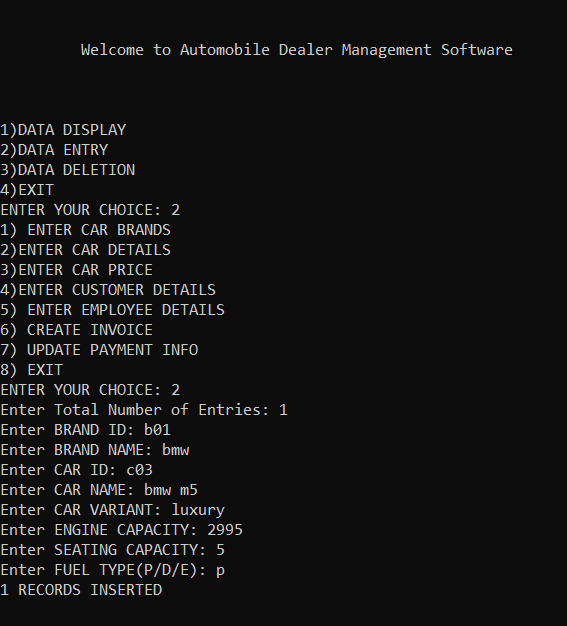 Welcome to Automobile Dealer Management Software
1)DATA DISPLAY
2)DATA ENTRY
3)DATA DELETION
4)EXIT
ENTER YOUR CHOICE: 2
1) ENTER CAR BRANDS
2)ENTER CAR DETAILS
3)ENTER CAR PRICE
4)ENTER CUSTOMER DETAILS
5) ENTER EMPLOYEE DETAILS
6) CREATE INVOICE
7) UPDATE PAYMENT INFO
8) EXIT
ENTER YOUR CHOICE: 2
Enter Total Number of Entries: 1
Enter BRAND ID: b01
Enter BRAND NAME: bmw
Enter CAR ID: c03
Enter CAR NAME: bmw m5
Enter CAR VARIANT: luxury
Enter ENGINE CAPACITY: 2995
Enter SEATING CAPACITY: 5
Enter FUEL TYPE(P/D/E): p
1 RECORDS INSERTED